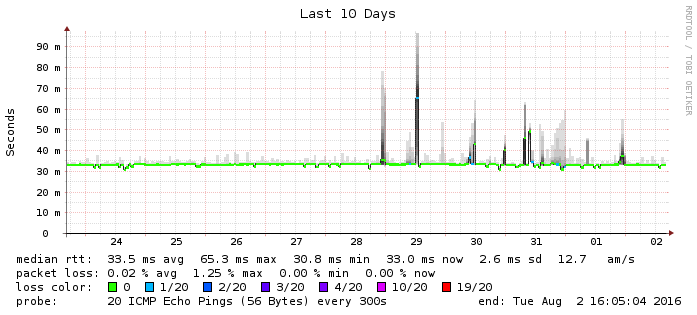 Last 10 Days
RRDTOOL / TOBI OETIKER
Seconds
90 m
80 m
70 m
60 m
50 m
40 m
30 m
20 m
10 m
0
24 25 26 27 28 29 30 31 01 02
median rtt: 33.5 ms avg 65.3 ms max 30.8 ms min 33.0 ms now 2.6 ms sd 12.7 am/s
packet loss: 0.02 % avg 1.25 % max 0.00 % min 0.00 % now
loss color: 0 1/20 2/20 3/20 4/20 10/20 19/20
probe: 20 ICMP Echo Pings (56 Bytes) every 300s end: Tue Aug 2 16:05:04 2016